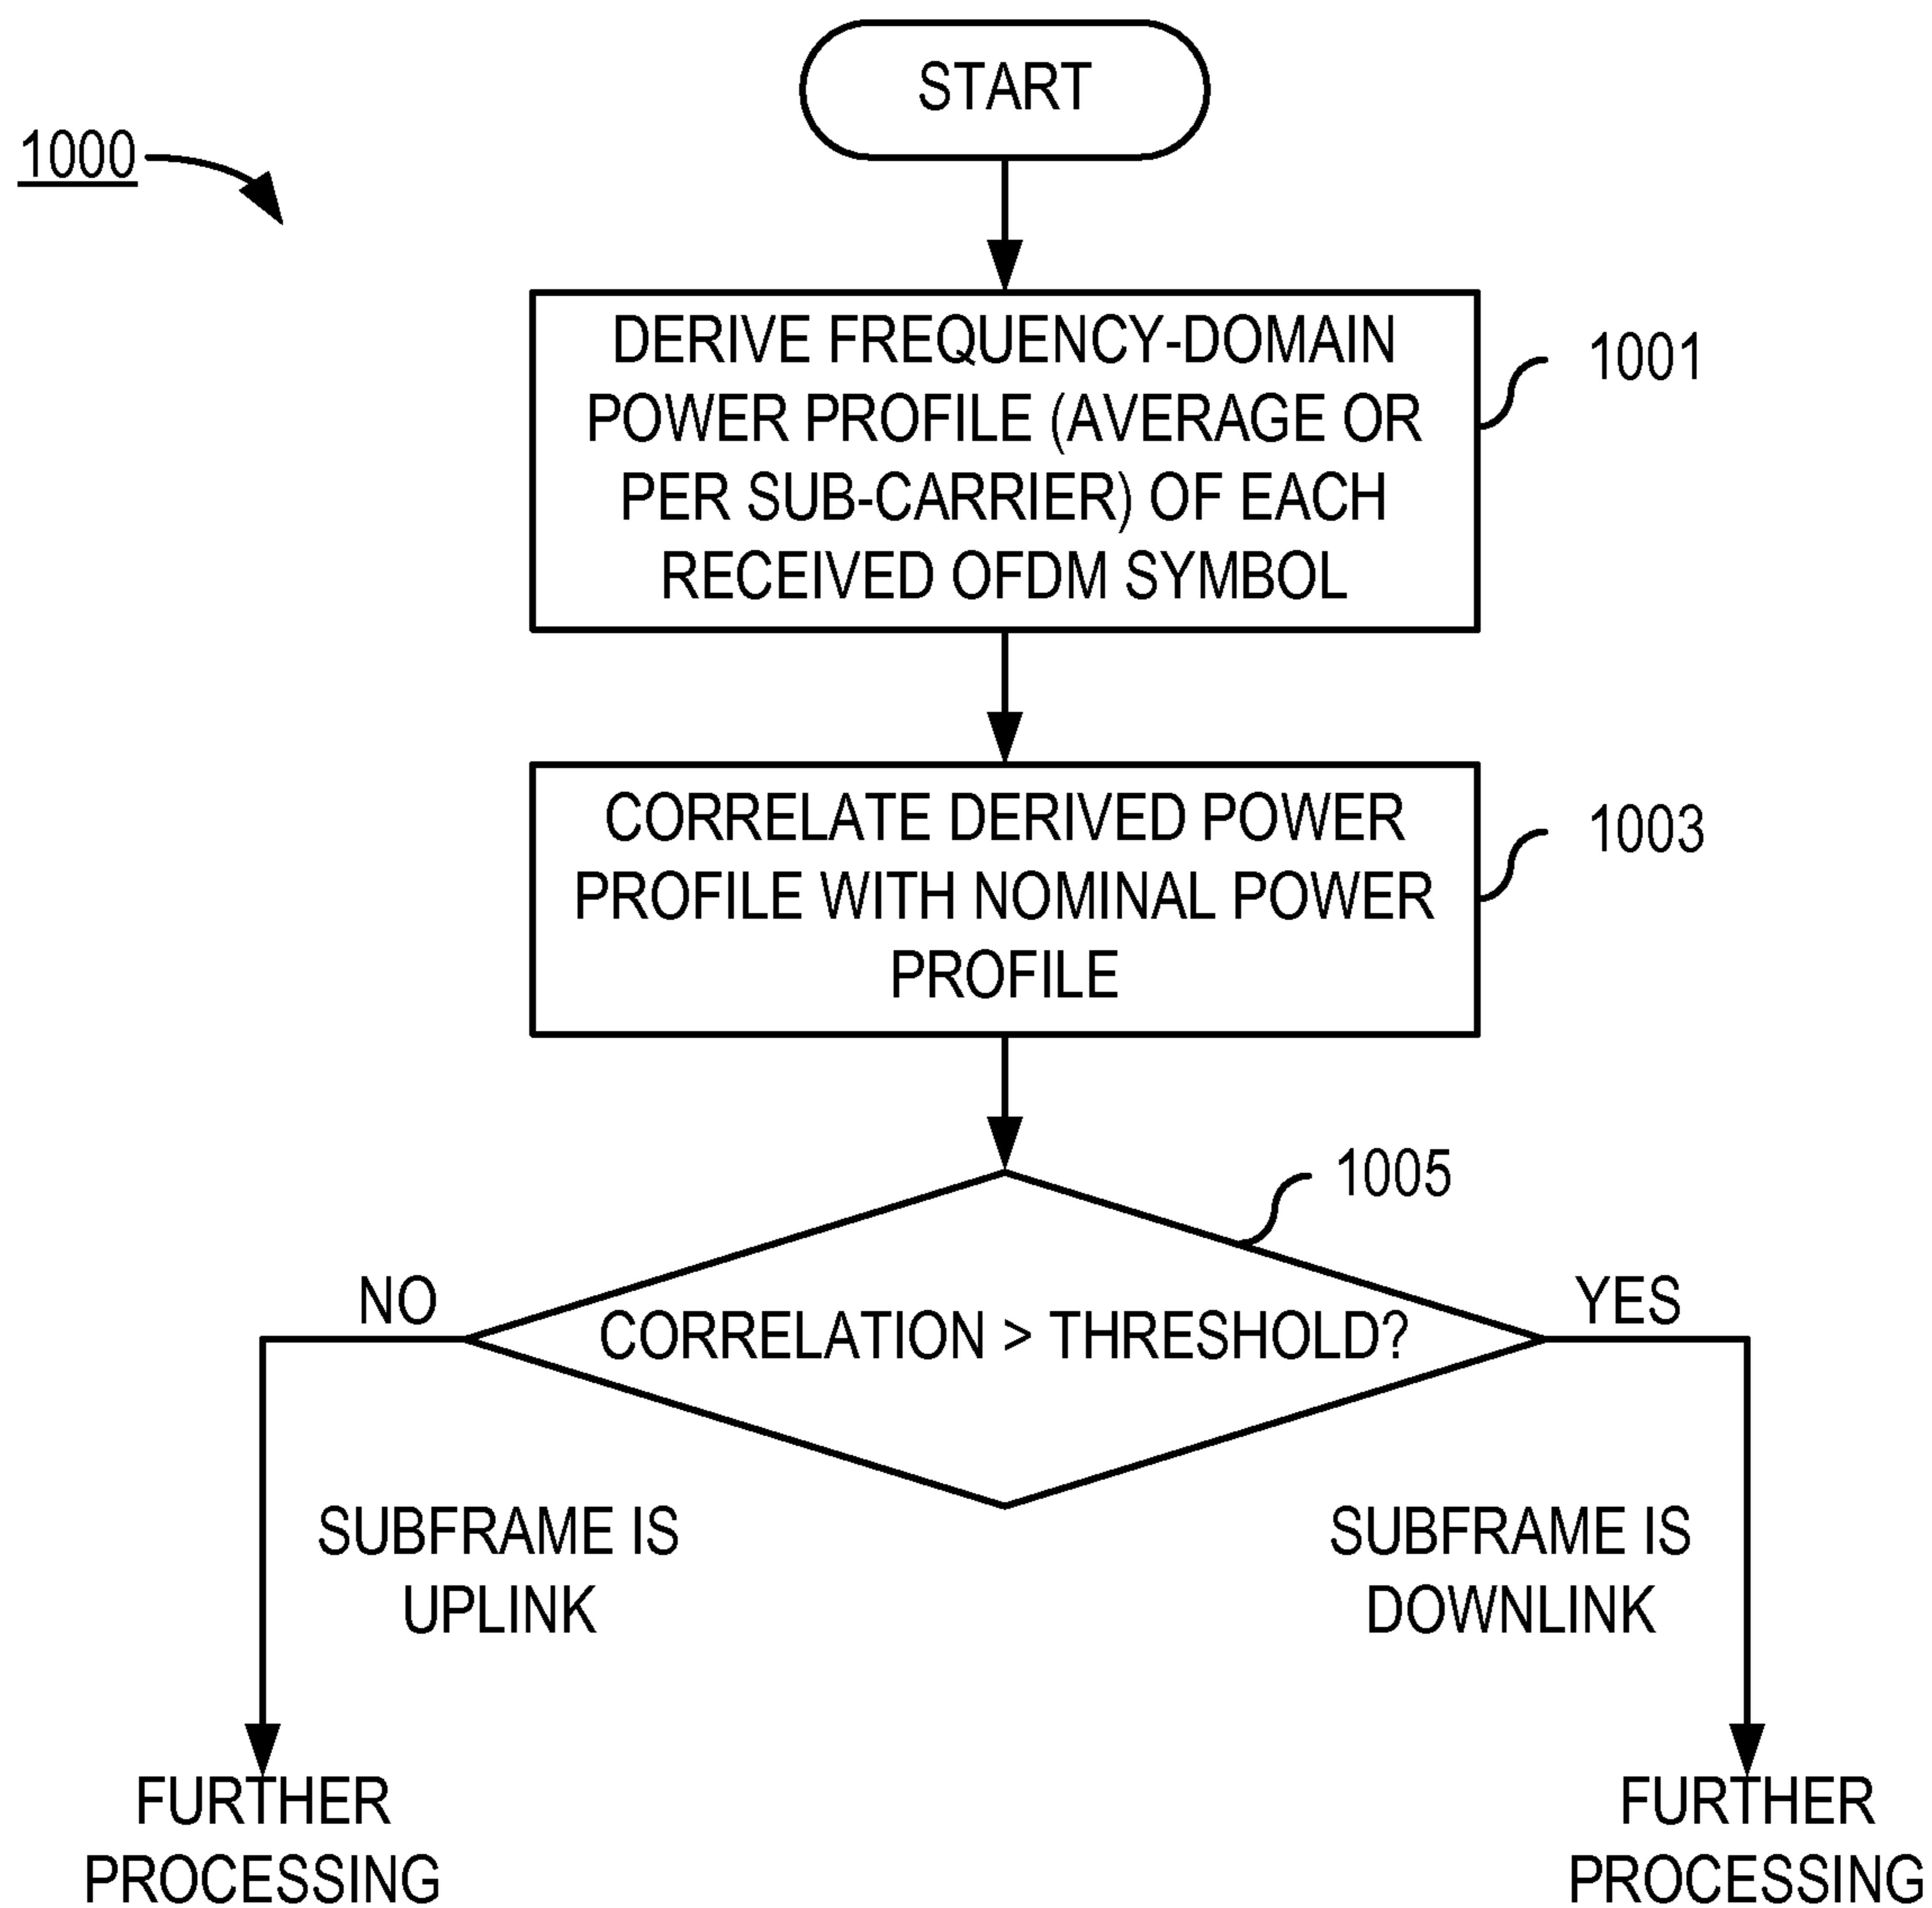 START
1000
DERIVE FREQUENCY-DOMAIN
POWER PROFILE (AVERAGE OR
PER SUB-CARRIER) OF EACH
RECEIVED OFDM SYMBOL
1001
CORRELATE DERIVED POWER
PROFILE WITH NOMINAL POWER
PROFILE
1003
1005
NO
CORRELATION > THRESHOLD?
YES
SUBFRAME IS
UPLINK
SUBFRAME IS
DOWNLINK
FURTHER
PROCESSING
FURTHER
PROCESSING